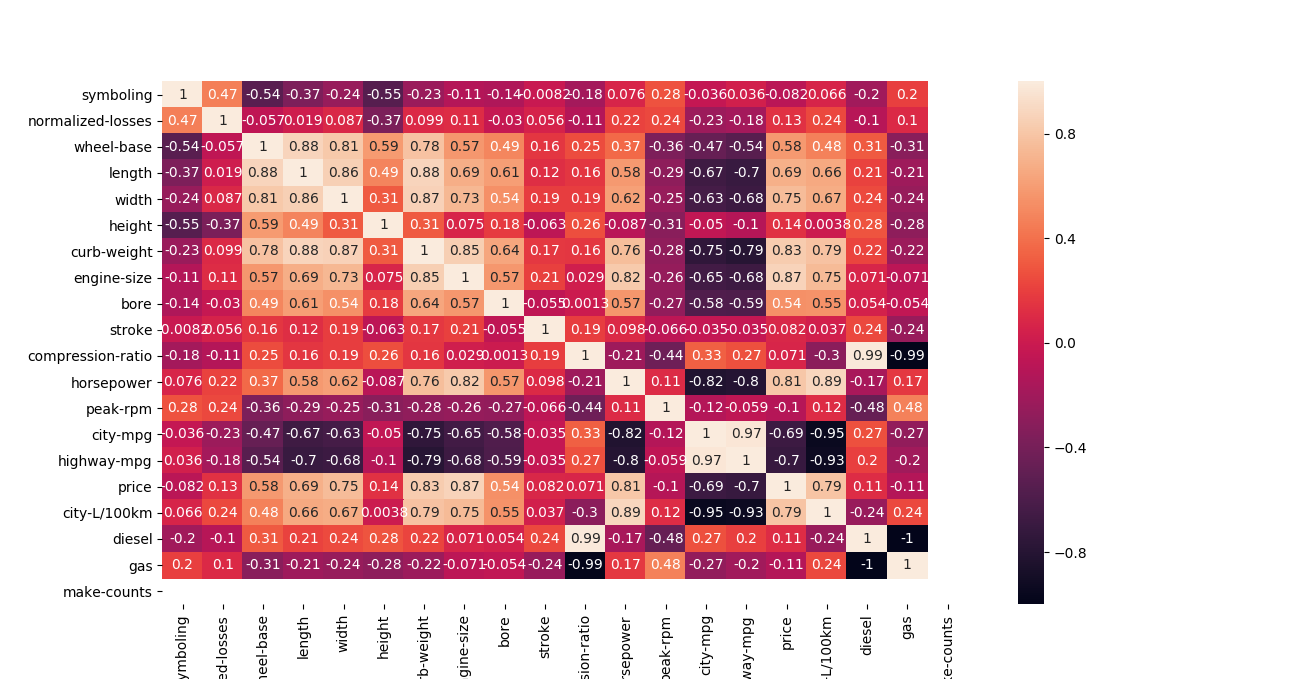 symboling 1 0.47 -0.54 -0.37 -0.24 -0.55 -0.23 -0.11 -0.14 -0.0082 -0.18 0.076 0.28 -0.036 0.036 -0.082 0.066 -0.2 0.2
normalized-losses 0.47 1 -0.057 0.019 0.087 -0.37 0.099 0.11 -0.03 0.056 -0.11 0.22 0.24 -0.23 -0.18 0.13 0.24 -0.1 0.1
wheel-base -0.54 -0.057 1 0.88 0.81 0.59 0.78 0.57 0.49 0.16 0.25 0.37 -0.36 -0.47 -0.54 0.58 0.48 0.31 -0.31
0.8
length -0.37 0.019 0.88 1 0.86 0.49 0.88 0.69 0.61 0.12 0.16 0.58 -0.29 -0.67 -0.7 0.69 0.66 0.21 -0.21
width -0.24 0.087 0.81 0.86 1 0.31 0.87 0.73 0.54 0.19 0.19 0.62 -0.25 -0.63 -0.68 0.75 0.67 0.24 -0.24
height -0.55 -0.37 0.59 0.49 0.31 1 0.31 0.075 0.18 -0.063 0.26 -0.087 -0.31 -0.05 -0.1 0.14 0.0038 0.28 -0.28
0.4
curb-weight -0.23 0.099 0.78 0.88 0.87 0.31 1 0.85 0.64 0.17 0.16 0.76 -0.28 -0.75 -0.79 0.83 0.79 0.22 -0.22
engine-size -0.11 0.11 0.57 0.69 0.73 0.075 0.85 1 0.57 0.21 0.029 0.82 -0.26 -0.65 -0.68 0.87 0.75 0.071 -0.071
bore -0.14 -0.03 0.49 0.61 0.54 0.18 0.64 0.57 1 -0.055 0.0013 0.57 -0.27 -0.58 -0.59 0.54 0.55 0.054 -0.054
stroke -0.0082 0.056 0.16 0.12 0.19 -0.063 0.17 0.21 -0.055 1 0.19 0.098 -0.066 -0.035 -0.035 0.082 0.037 0.24 -0.24
0.0
compression-ratio -0.18 -0.11 0.25 0.16 0.19 0.26 0.16 0.029 0.0013 0.19 1 -0.21 -0.44 0.33 0.27 0.071 -0.3 0.99 -0.99
horsepower 0.076 0.22 0.37 0.58 0.62 -0.087 0.76 0.82 0.57 0.098 -0.21 1 0.11 -0.82 -0.8 0.81 0.89 -0.17 0.17
peak-rpm 0.28 0.24 -0.36 -0.29 -0.25 -0.31 -0.28 -0.26 -0.27 -0.066 -0.44 0.11 1 -0.12 -0.059 -0.1 0.12 -0.48 0.48
city-mpg -0.036 -0.23 -0.47 -0.67 -0.63 -0.05 -0.75 -0.65 -0.58 -0.035 0.33 -0.82 -0.12 1 0.97 -0.69 -0.95 0.27 -0.27
-0.4
highway-mpg 0.036 -0.18 -0.54 -0.7 -0.68 -0.1 -0.79 -0.68 -0.59 -0.035 0.27 -0.8 -0.059 0.97 1 -0.7 -0.93 0.2 -0.2
price -0.082 0.13 0.58 0.69 0.75 0.14 0.83 0.87 0.54 0.082 0.071 0.81 -0.1 -0.69 -0.7 1 0.79 0.11 -0.11
city-L/100km 0.066 0.24 0.48 0.66 0.67 0.0038 0.79 0.75 0.55 0.037 -0.3 0.89 0.12 -0.95 -0.93 0.79 1 -0.24 0.24
diesel -0.2 -0.1 0.31 0.21 0.24 0.28 0.22 0.071 0.054 0.24 0.99 -0.17 -0.48 0.27 0.2 0.11 -0.24 1 -1
-0.8
gas 0.2 0.1 -0.31 -0.21 -0.24 -0.28 -0.22 -0.071 -0.054 -0.24 -0.99 0.17 0.48 -0.27 -0.2 -0.11 0.24 -1 1
make-counts
ymboling
ed-losses
heel-base
length
width
height
rb-weight
gine-size
bore
stroke
sion-ratio
rsepower
peak-rpm
city-mpg
way-mpg
price
-L/100km
diesel
gas
ke-counts